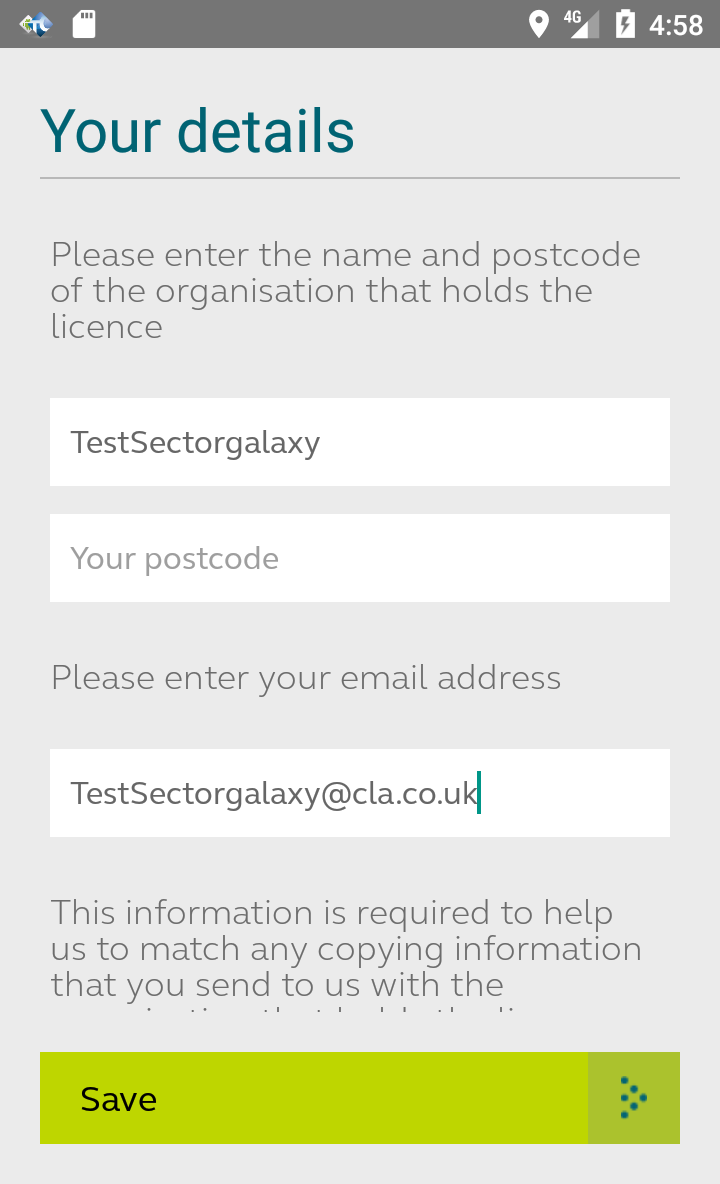 4G 4:58
Your details
Please enter the name and postcode
of the organisation that holds the
licence
TestSectorgalaxy
Your postcode
Please enter your email address
TestSectorgalaxy@cla.co.uk
This information is required to help
us to match any copying information
that you send to us with the
Save